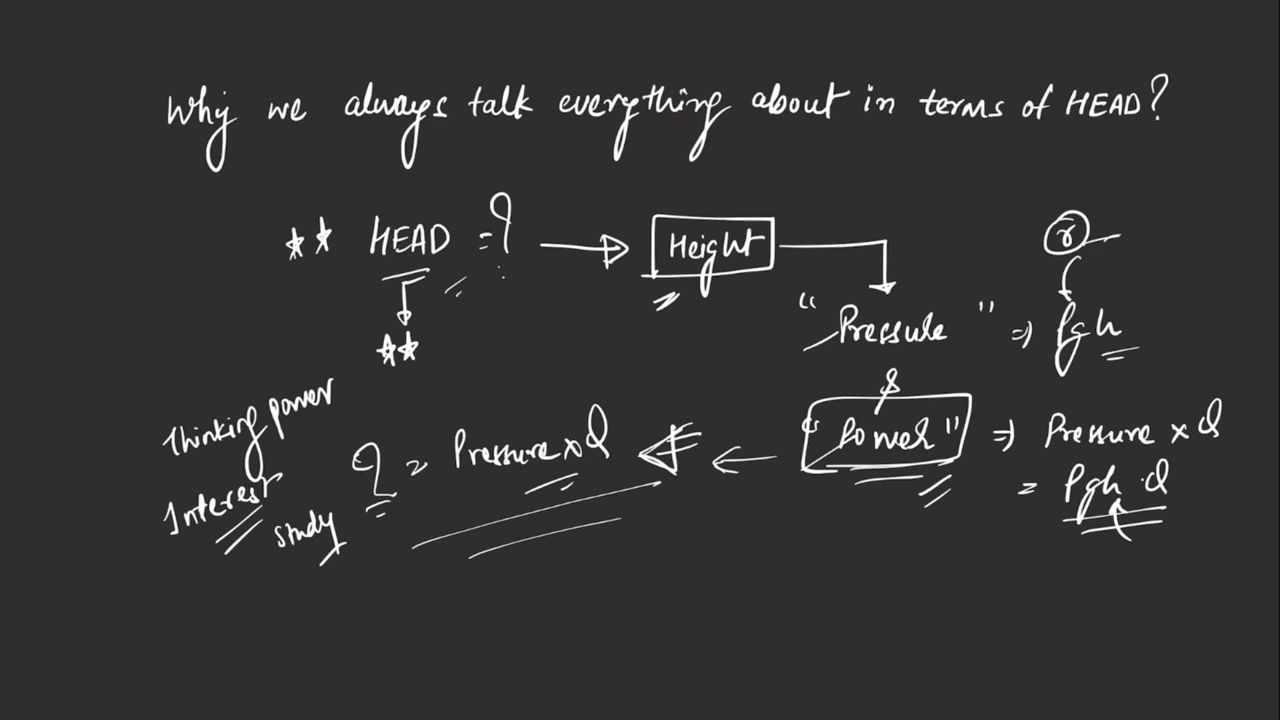 Why we always talk everything about in terms of HEAD?
** HEAD = ? → Height
γ
"Pressure" ⇒ ρgh
&
"Power" ⇒ Pressure x Q
= ρgh · Q
? = Pressure x Q
Thinking power
Interest
study